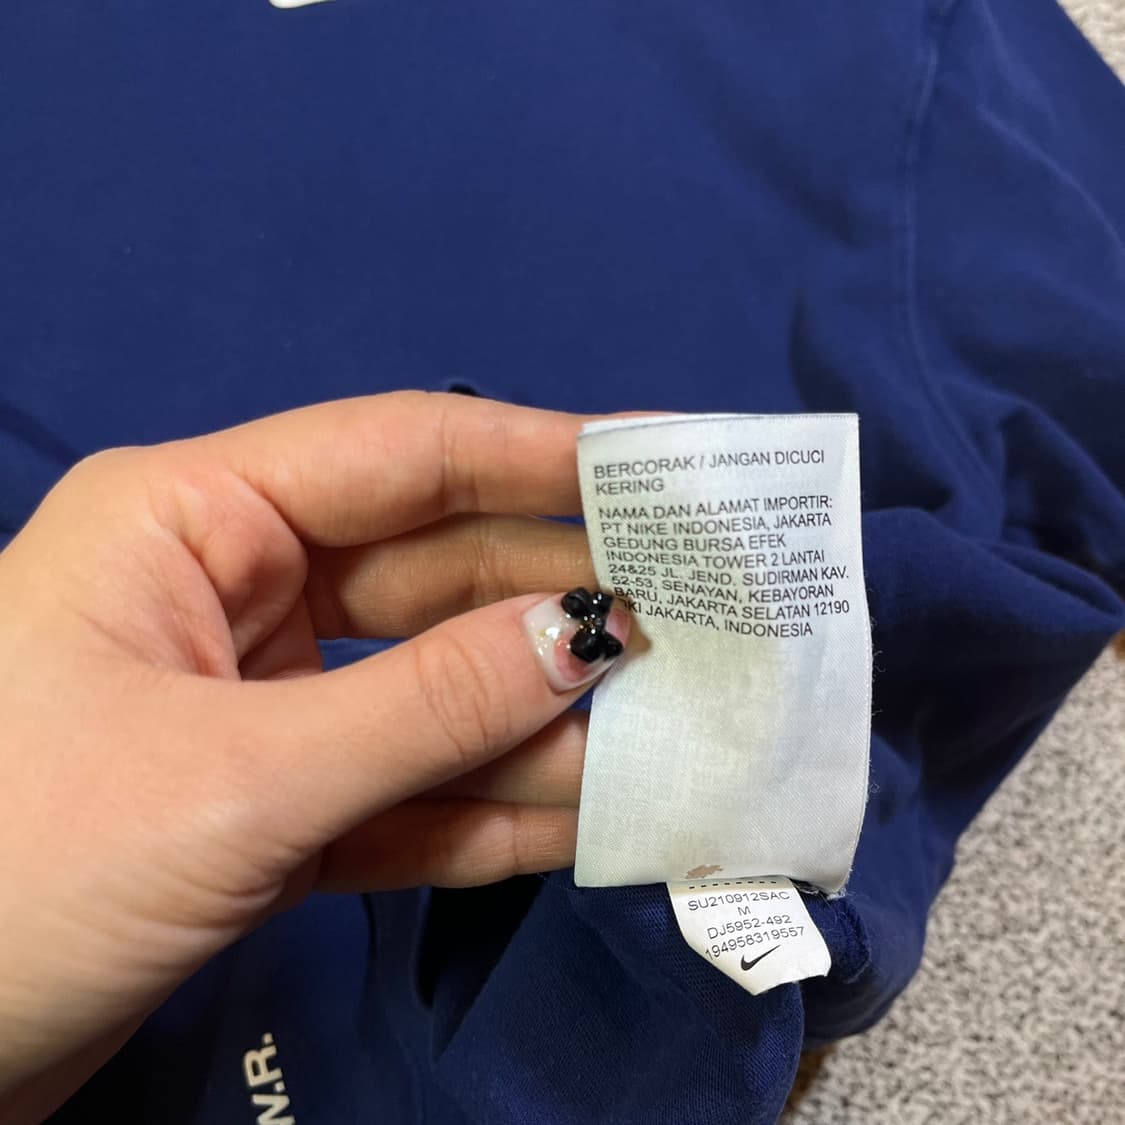 BERCORAK / JANGAN DICUCI
KERING
NAMA DAN ALAMAT IMPORTIR:
PT NIKE INDONESIA, JAKARTA
GEDUNG BURSA EFEK
INDONESIA TOWER 2 LANTAI
24&25 JL. JEND. SUDIRMAN KAV.
52-53, SENAYAN, KEBAYORAN
BARU, JAKARTA SELATAN 12190
JAKARTA, INDONESIA
SU210912SAC
M
DJ5952-492
194958319557
W.R.